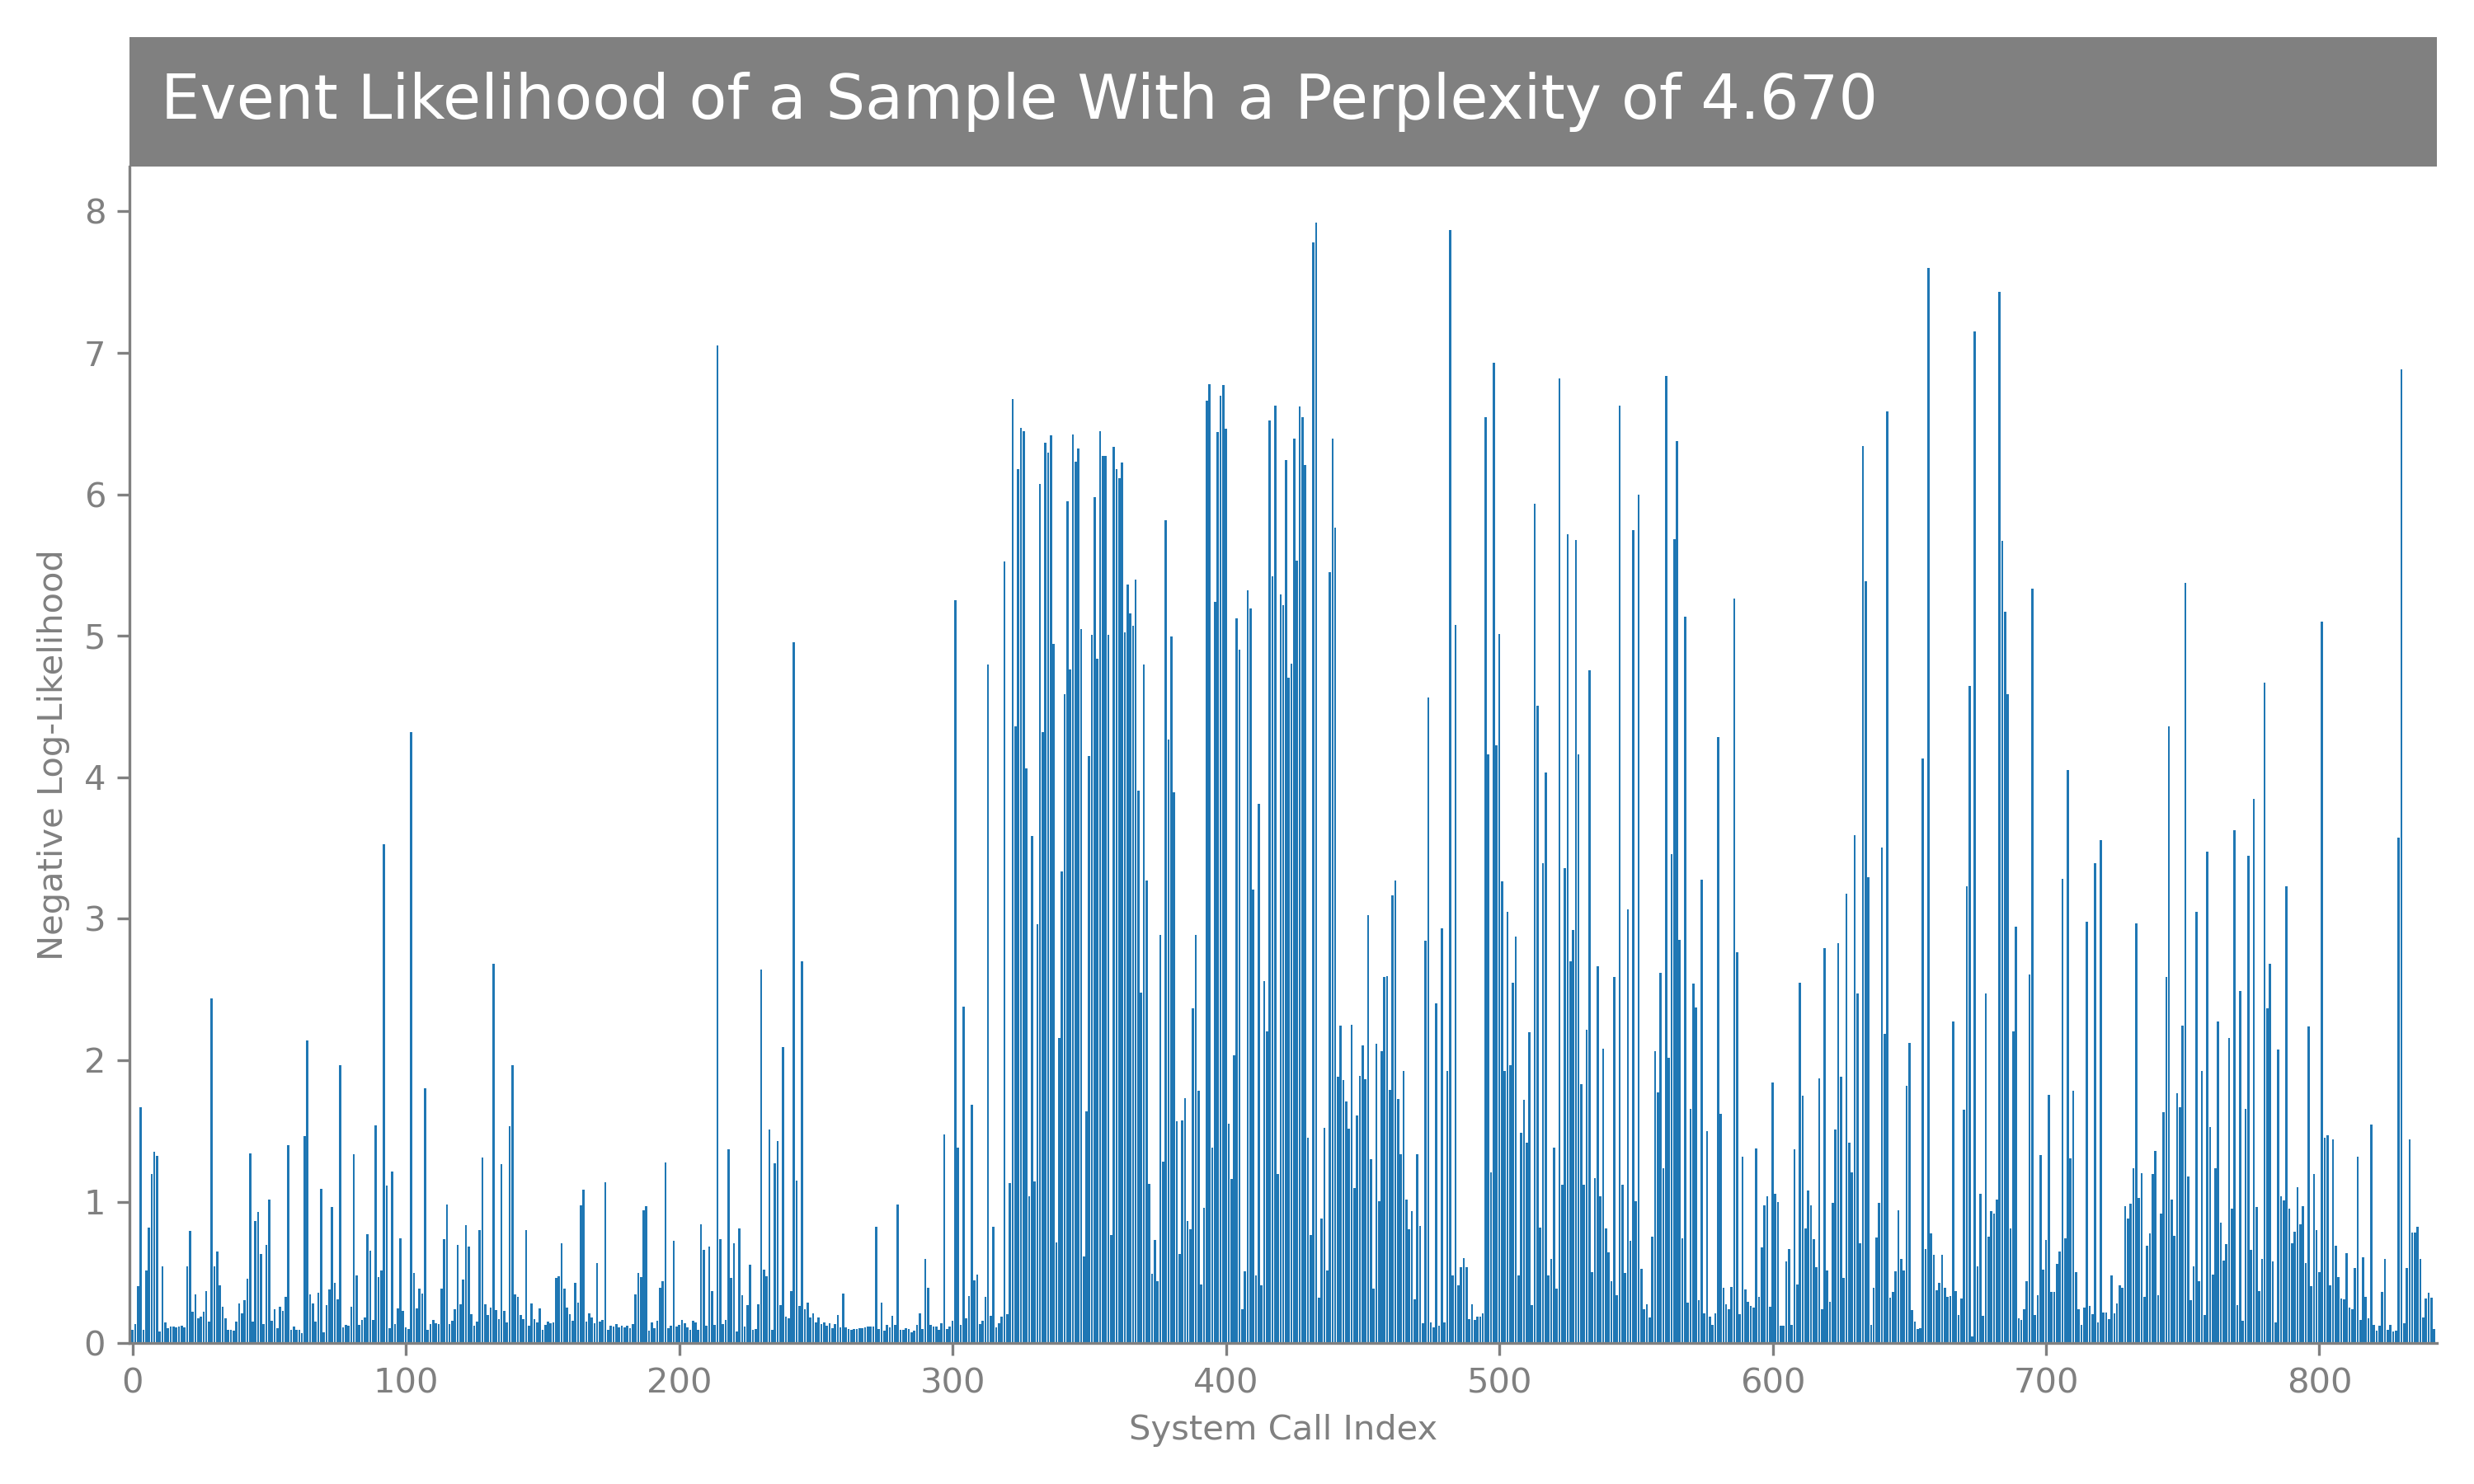 Event Likelihood of a Sample With a Perplexity of 4.670
8
7
6
5
4
3
2
1
0
Negative Log-Likelihood
0 100 200 300 400 500 600 700 800
System Call Index